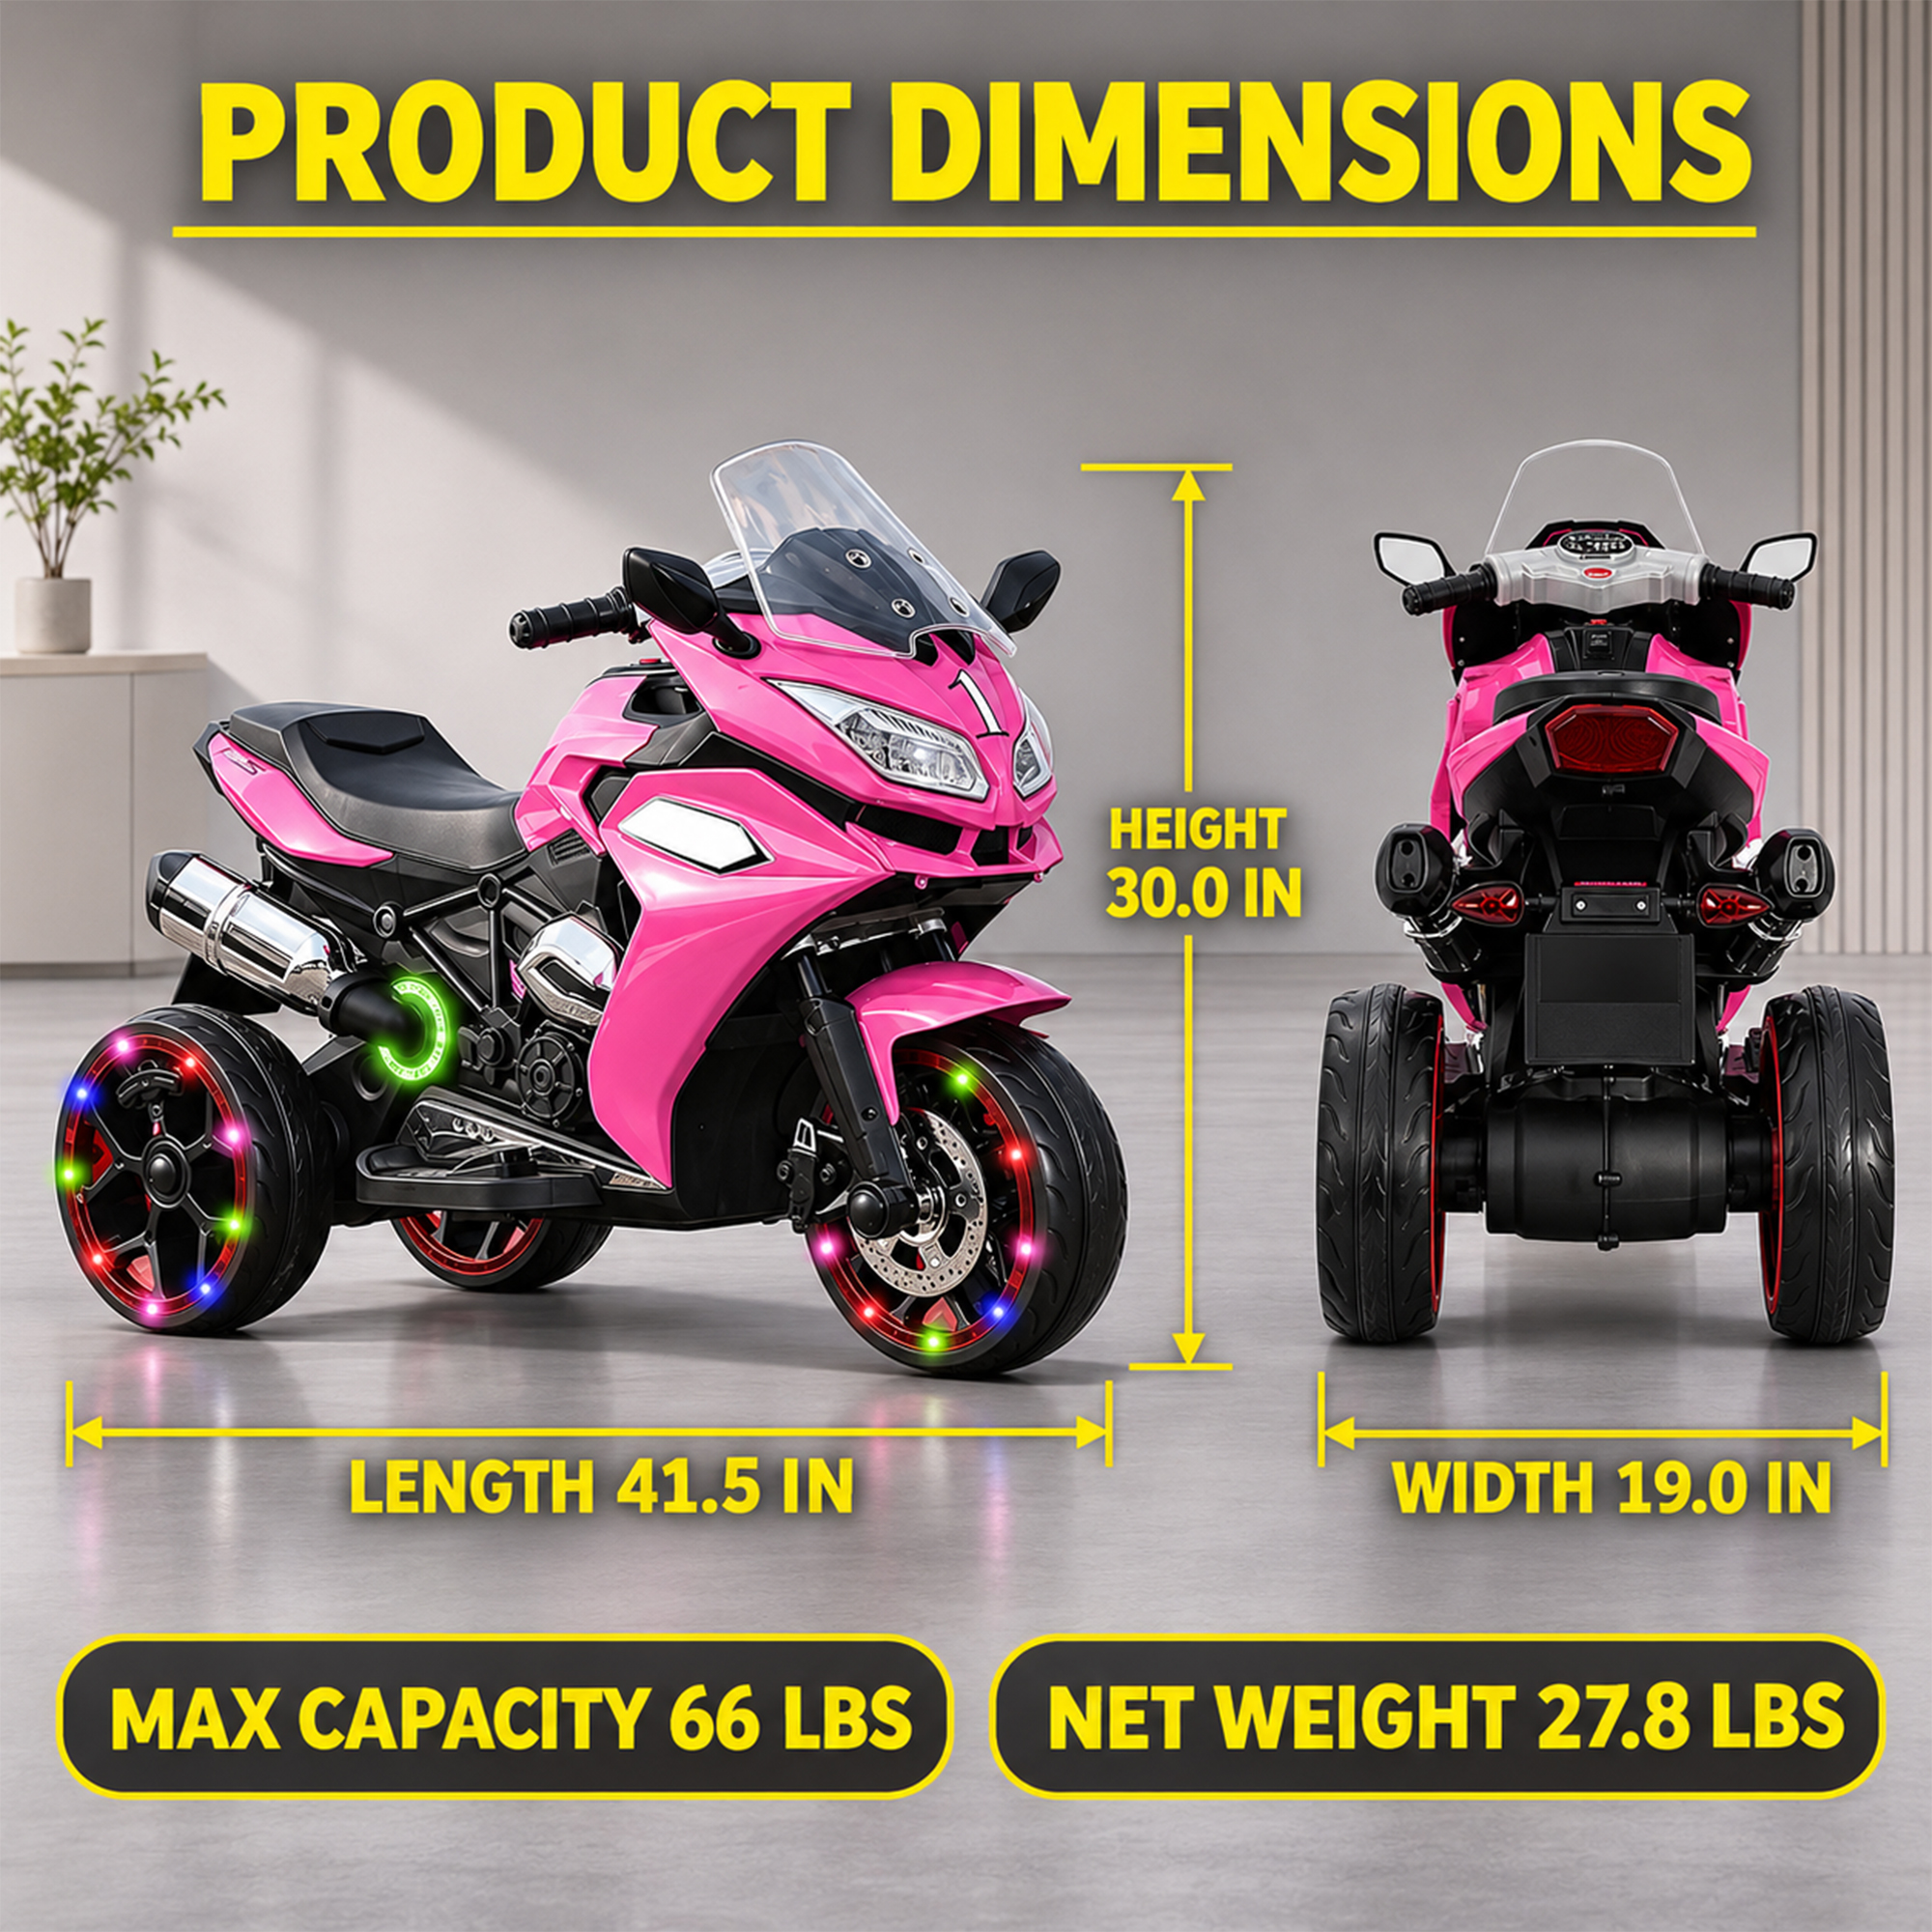 PRODUCT DIMENSIONS
1
HEIGHT
30.0 IN
LENGTH 41.5 IN
WIDTH 19.0 IN
MAX CAPACITY 66 LBS
NET WEIGHT 27.8 LBS